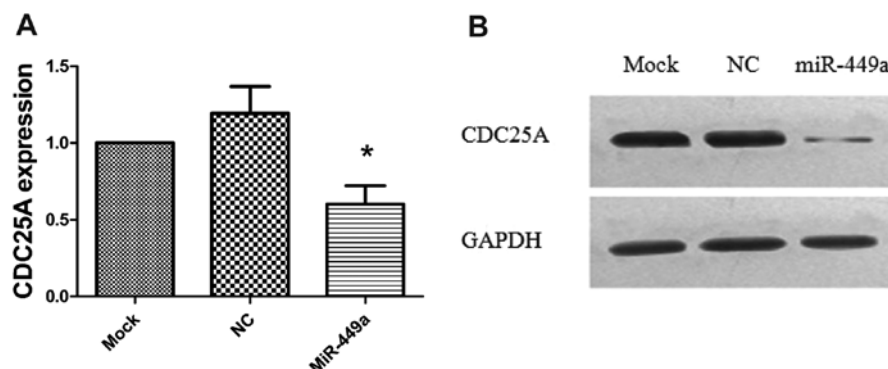 A
CDC25A expression
1.5
1.0
0.5
0.0
Mock
NC
MiR-449a
*
B
Mock NC miR-449a
CDC25A
GAPDH